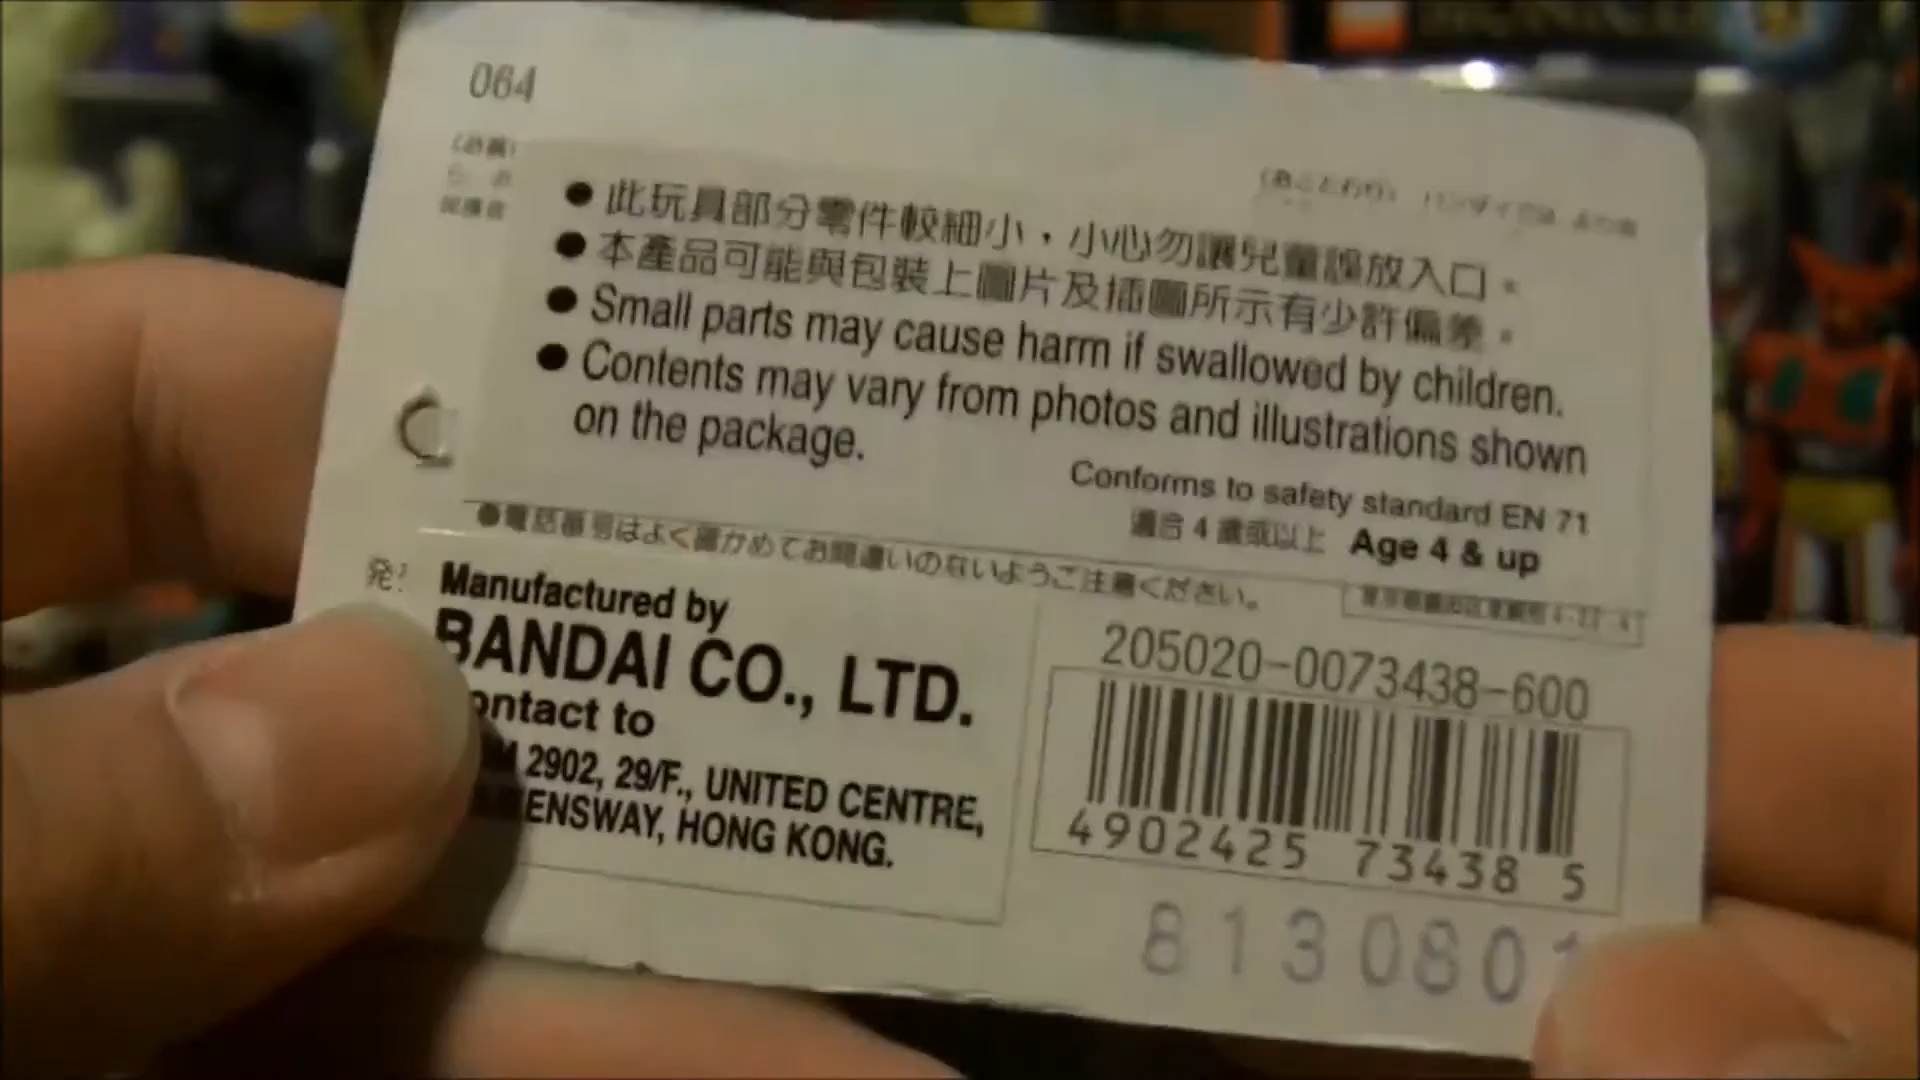 064
●此玩具部分零件較細小，小心勿讓兒童誤放入口。
●本產品可能與包裝上圖片及插圖所示有少許偏差。
●Small parts may cause harm if swallowed by children.
●Contents may vary from photos and illustrations shown
on the package.
Conforms to safety standard EN 71
適合4歲或以上 Age 4 & up
●電話番号はよく確かめてお間違いのないようご注意ください。
発
Manufactured by
BANDAI CO., LTD.
ontact to
2902, 29/F., UNITED CENTRE,
ENSWAY, HONG KONG.
205020-0073438-600
4902425 73438 5
813080